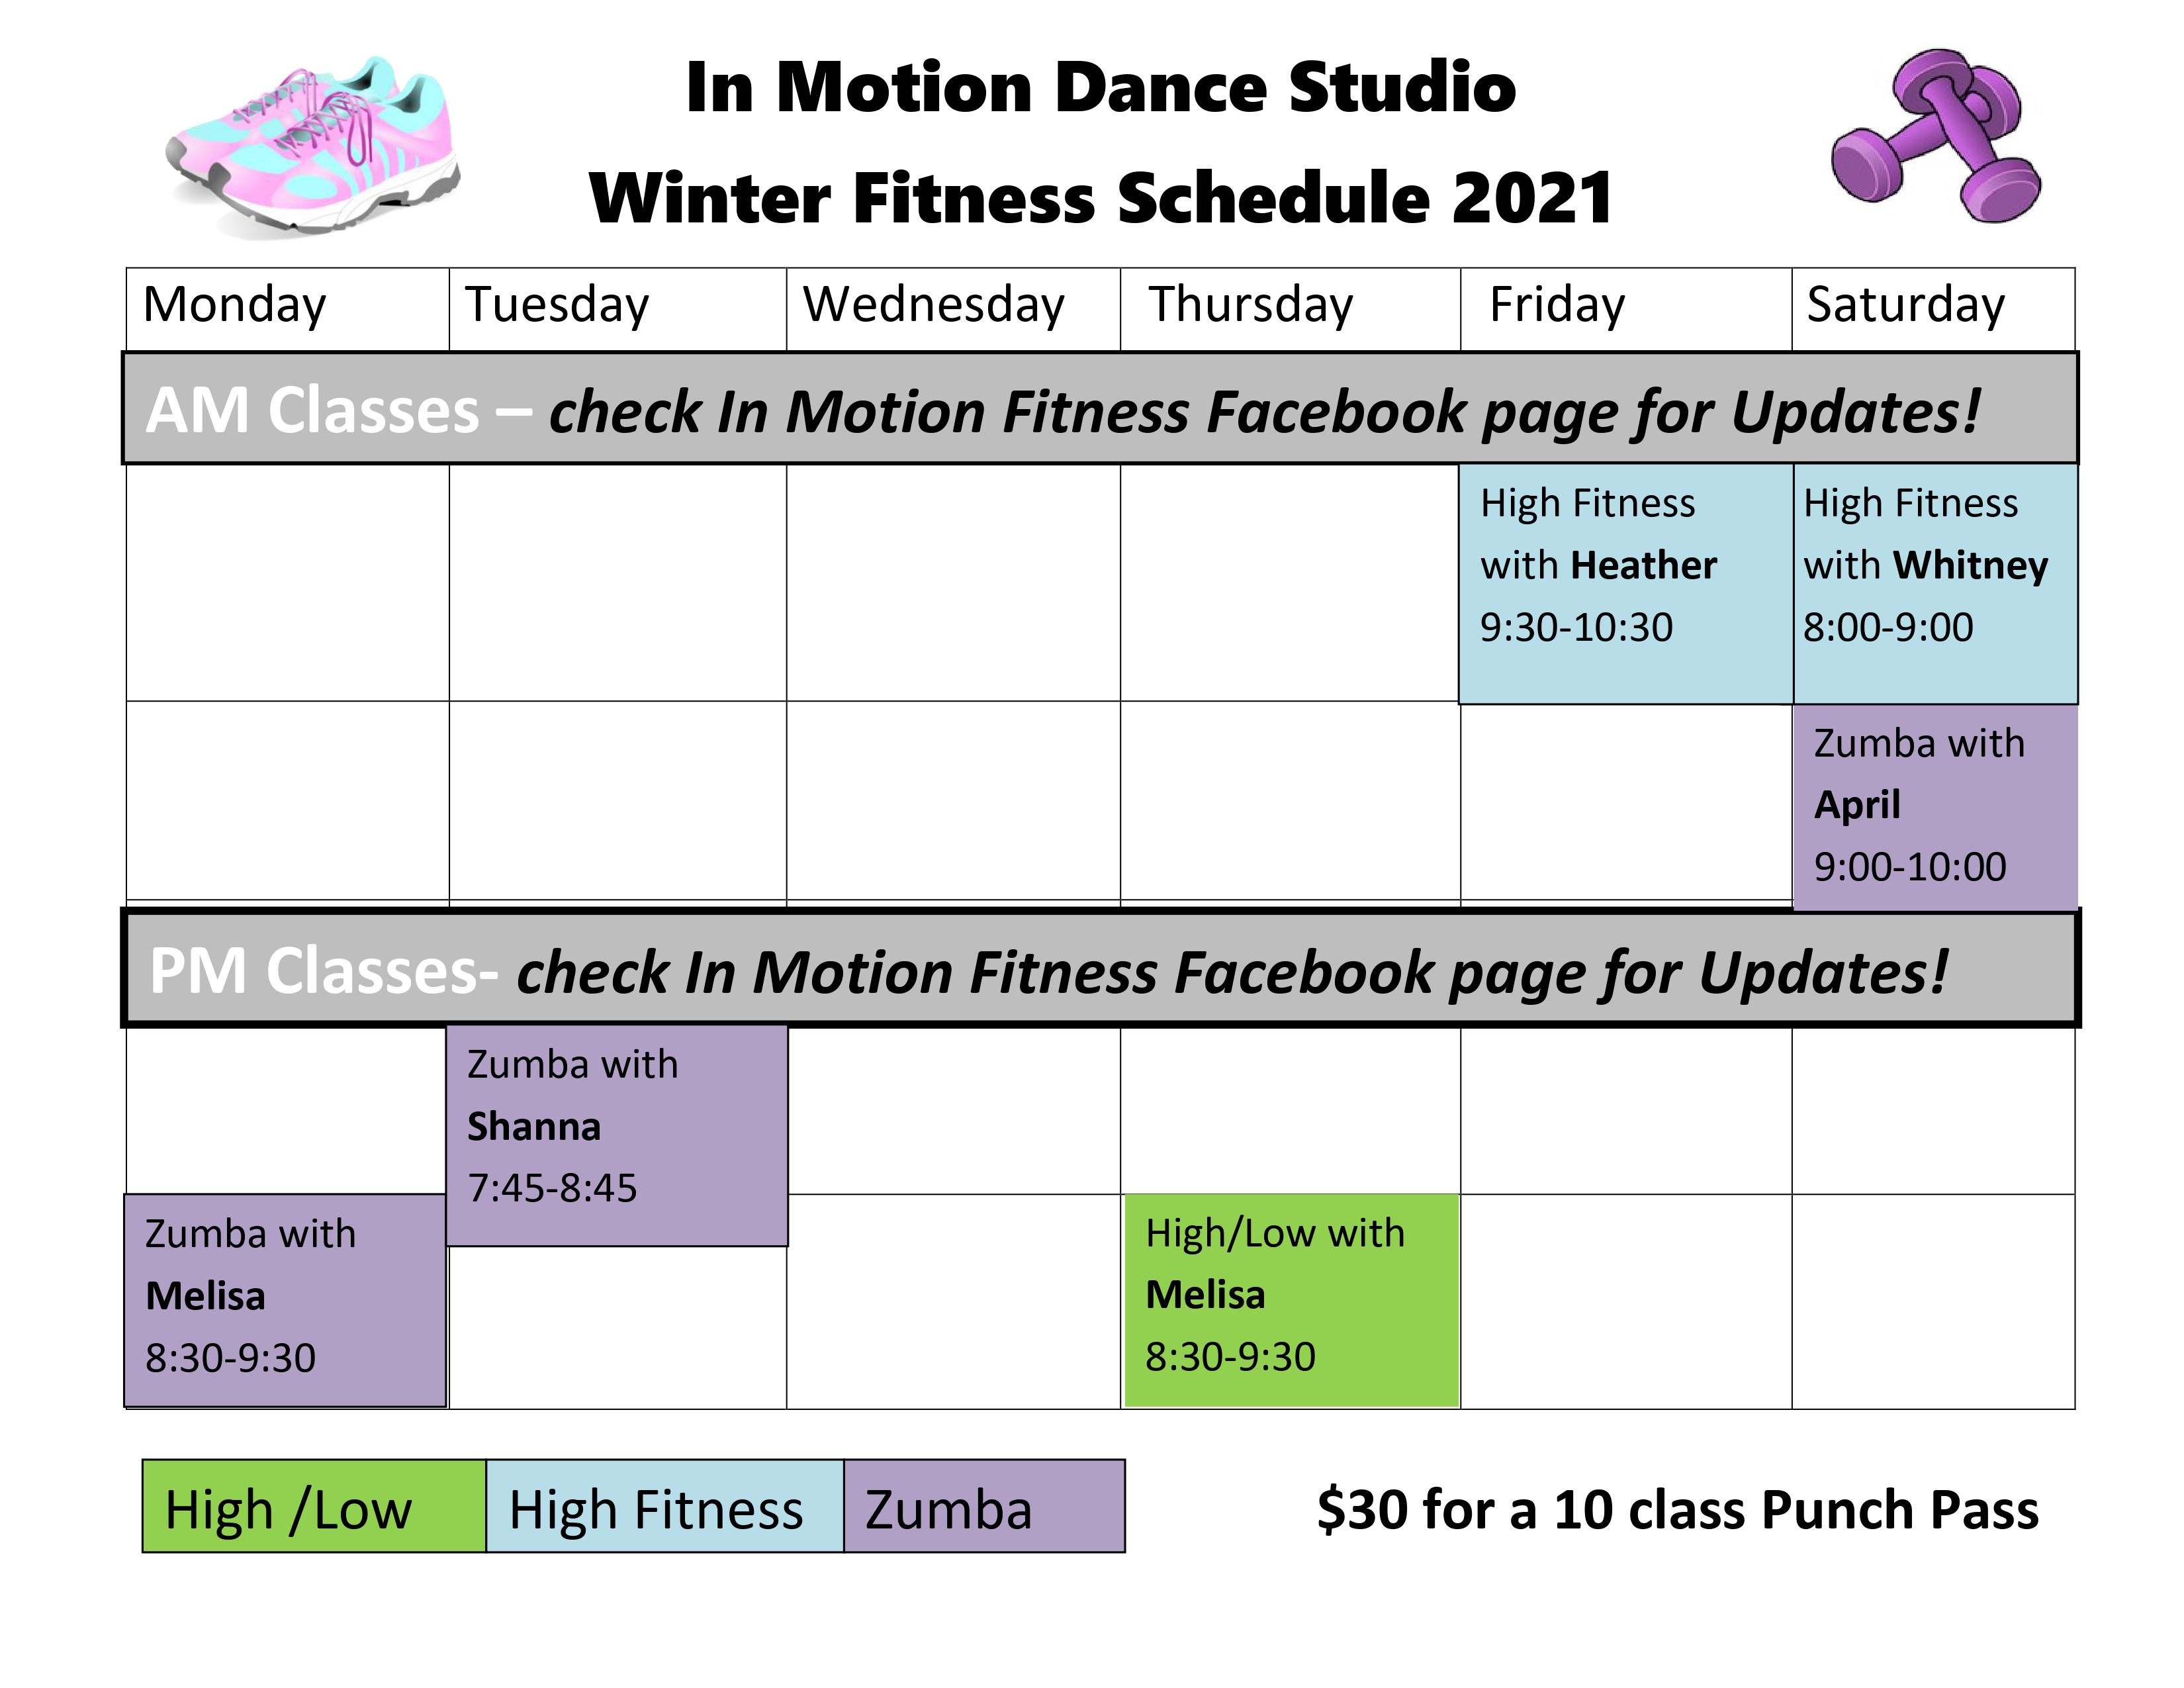 In Motion Dance Studio
Winter Fitness Schedule 2021
Monday Tuesday Wednesday Thursday Friday Saturday
AM Classes – check In Motion Fitness Facebook page for Updates!
High Fitness
with Heather
9:30-10:30
High Fitness
with Whitney
8:00-9:00
Zumba with
April
9:00-10:00
PM Classes- check In Motion Fitness Facebook page for Updates!
Zumba with
Shanna
7:45-8:45
Zumba with
Melisa
8:30-9:30
High/Low with
Melisa
8:30-9:30
High /Low High Fitness Zumba
$30 for a 10 class Punch Pass